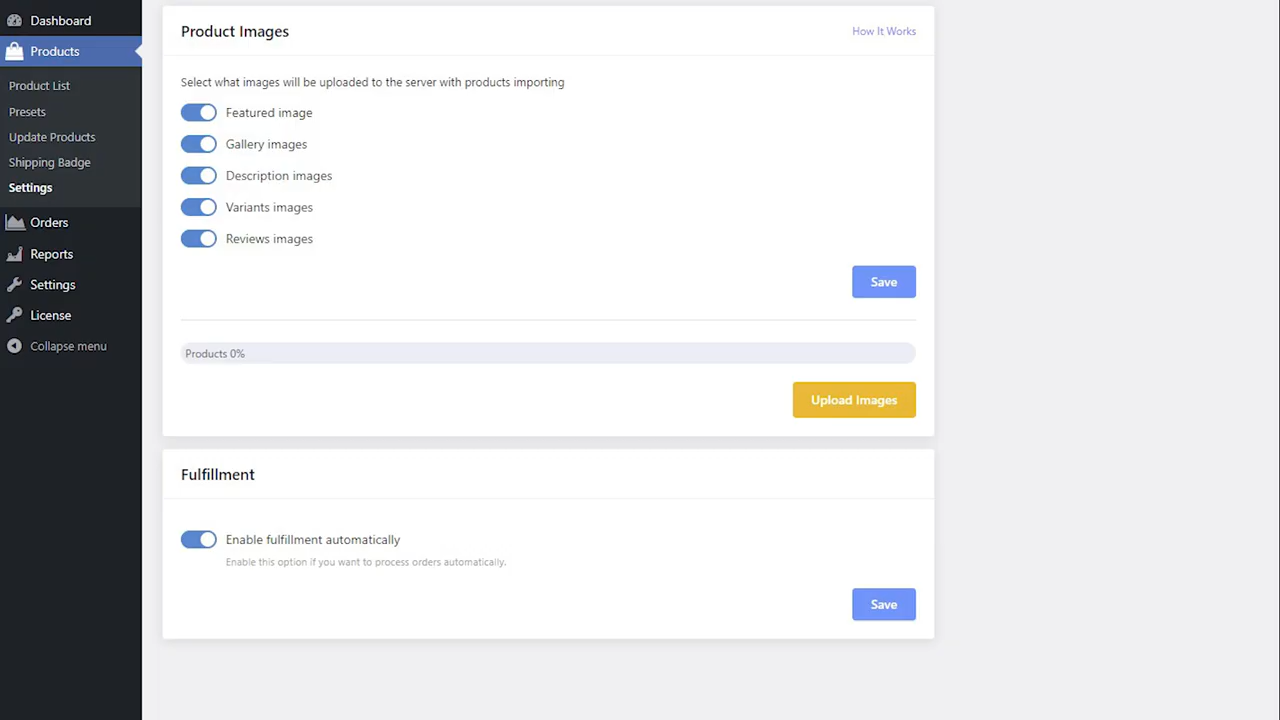 Dashboard
Products
Product List
Presets
Update Products
Shipping Badge
Settings
Orders
Reports
Settings
License
Collapse menu
Product Images
How It Works
Select what images will be uploaded to the server with products importing
Featured image
Gallery images
Description images
Variants images
Reviews images
Save
Products 0%
Upload Images
Fulfillment
Enable fulfillment automatically
Enable this option if you want to process orders automatically.
Save